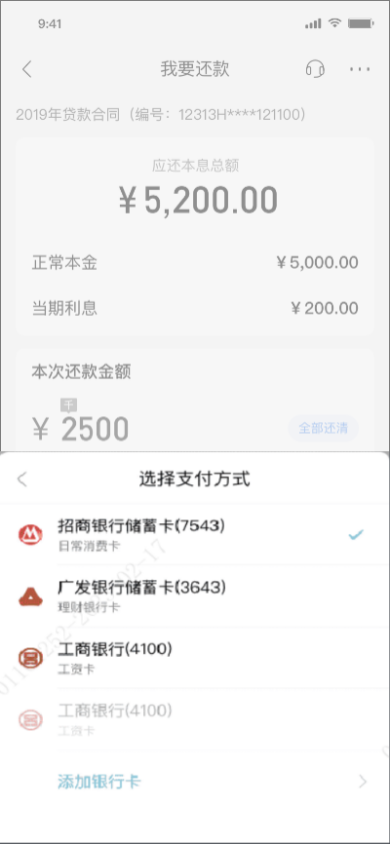 9:41
我要还款
2019年贷款合同（编号：12313H****121100）
应还本息总额
￥5,200.00
正常本金 ￥5,000.00
当期利息 ￥200.00
本次还款金额
千
￥ 2500 全部还清
选择支付方式
招商银行储蓄卡(7543)
日常消费卡
广发银行储蓄卡(3643)
理财银行卡
工商银行(4100)
工资卡
工商银行(4100)
工资卡
添加银行卡